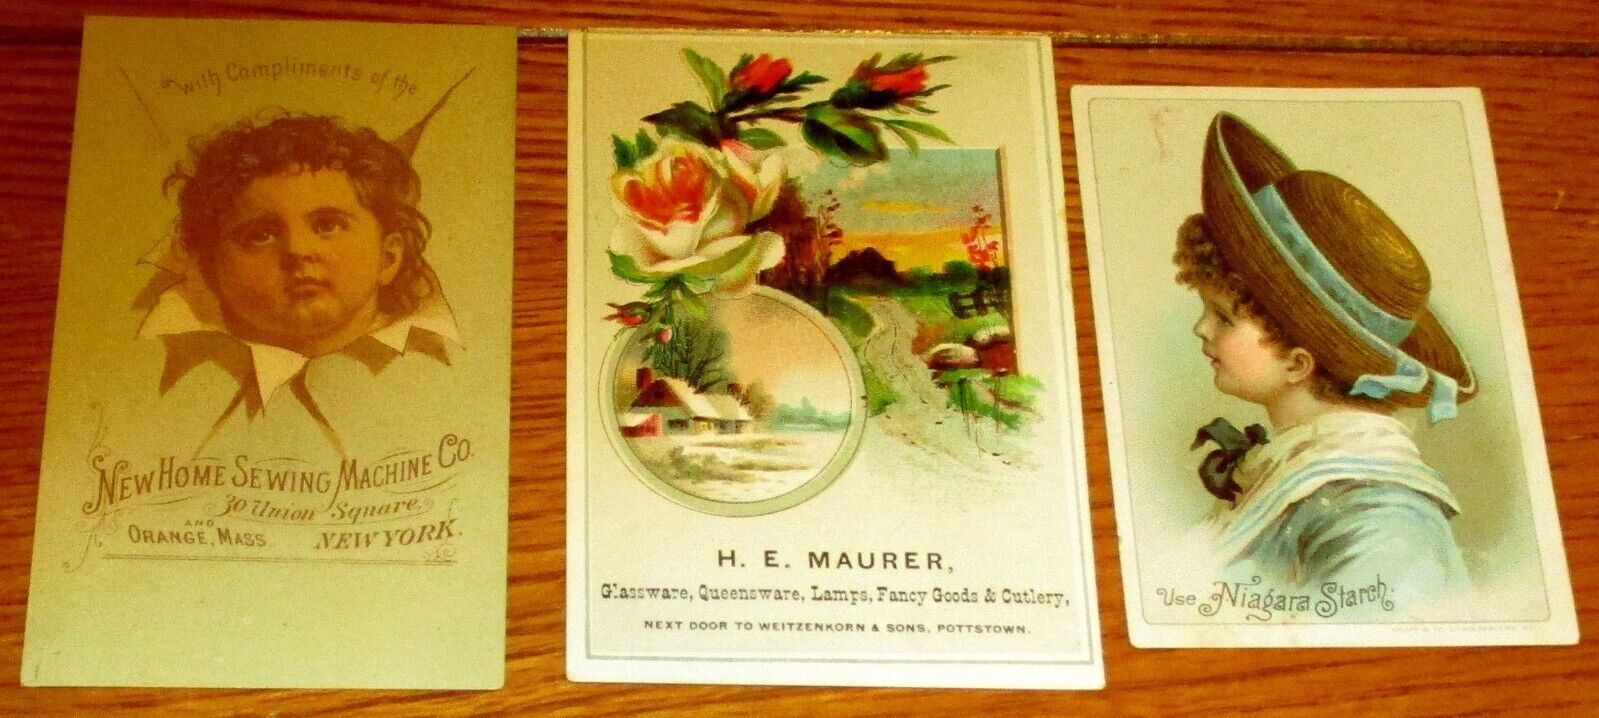 With Compliments of the
New Home Sewing Machine Co.
30 Union Square.
AND
Orange, Mass. New York.
H. E. MAURER,
Glassware, Queensware, Lamps, Fancy Goods & Cutlery,
NEXT DOOR TO WEITZENKORN & SONS, POTTSTOWN.
Use Niagara Starch.